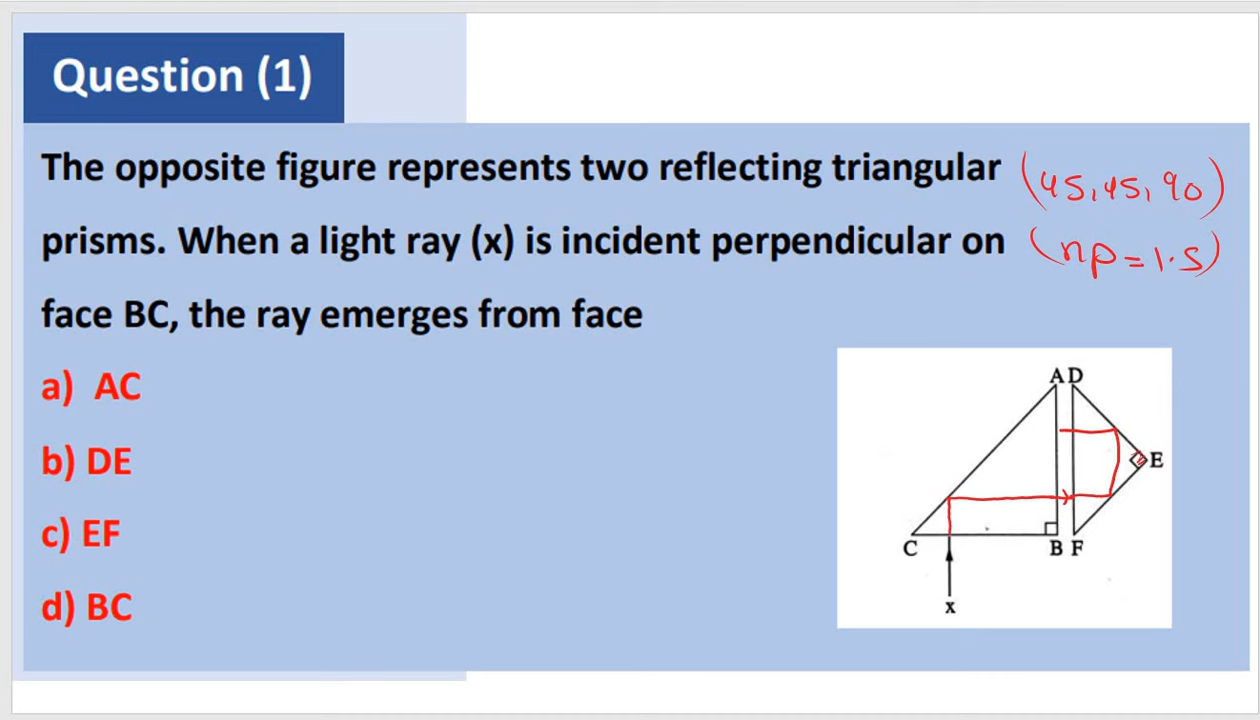 Question (1)
The opposite figure represents two reflecting triangular (45, 45, 90)
prisms. When a light ray (x) is incident perpendicular on (np = 1.5)
face BC, the ray emerges from face
a) AC
b) DE
c) EF
d) BC
A D
E
C B F
x